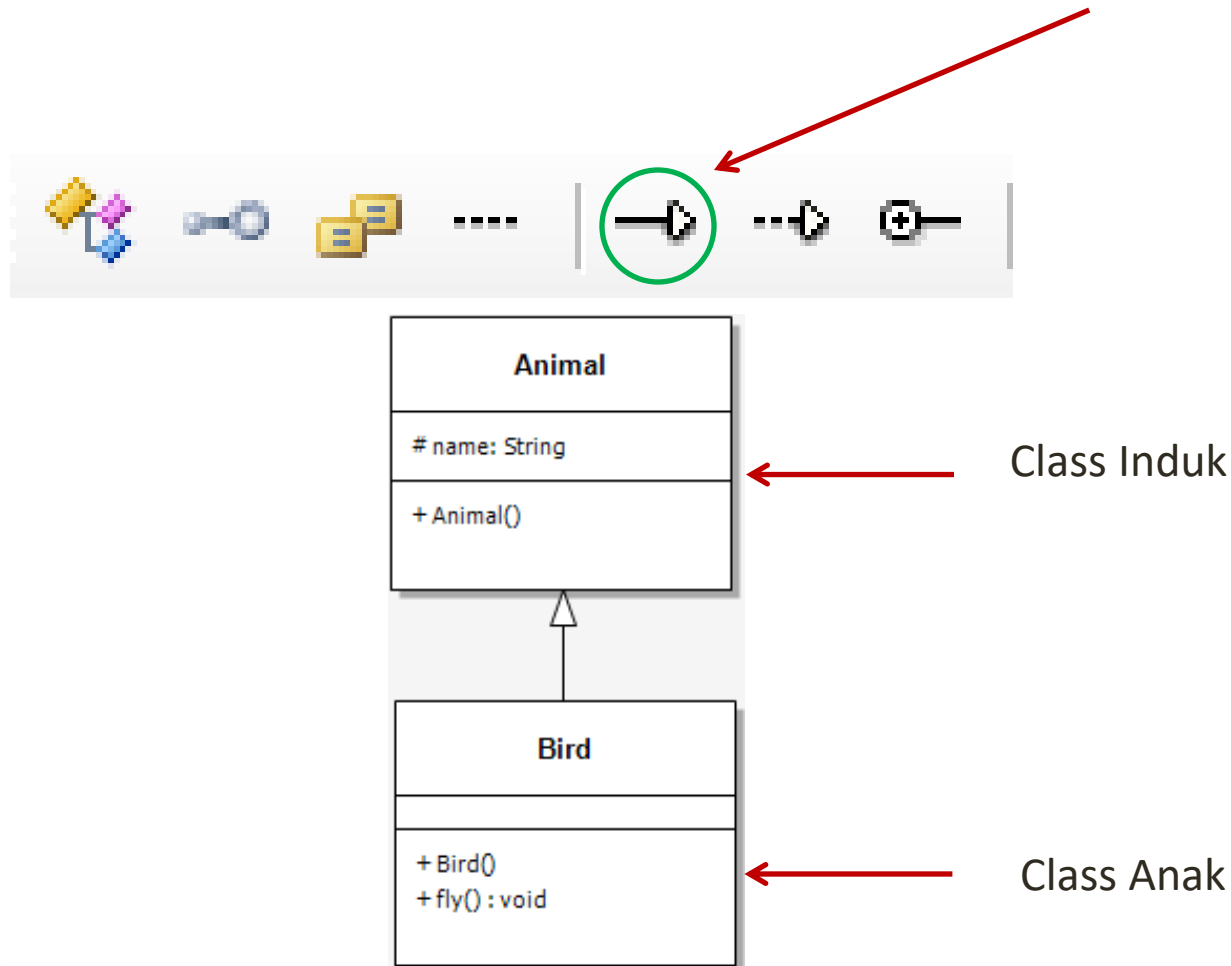 Animal
# name: String
+ Animal()
Class Induk
Bird
+ Bird()
+ fly() : void
Class Anak